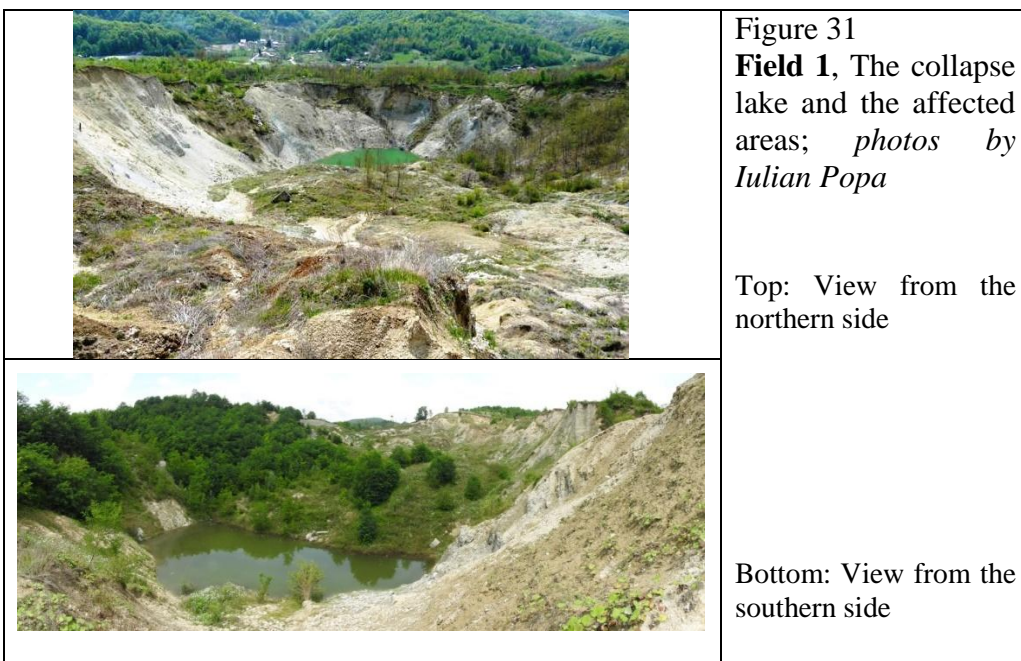 Figure 31
Field 1, The collapse
lake and the affected
areas; photos by
Iulian Popa
Top: View from the
northern side
Bottom: View from the
southern side